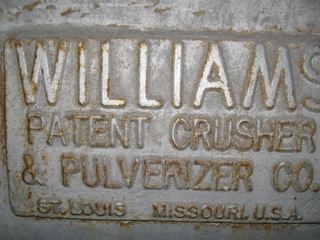 WILLIAMS
PATENT CRUSHER
& PULVERIZER CO.
ST. LOUIS MISSOURI, U.S.A.